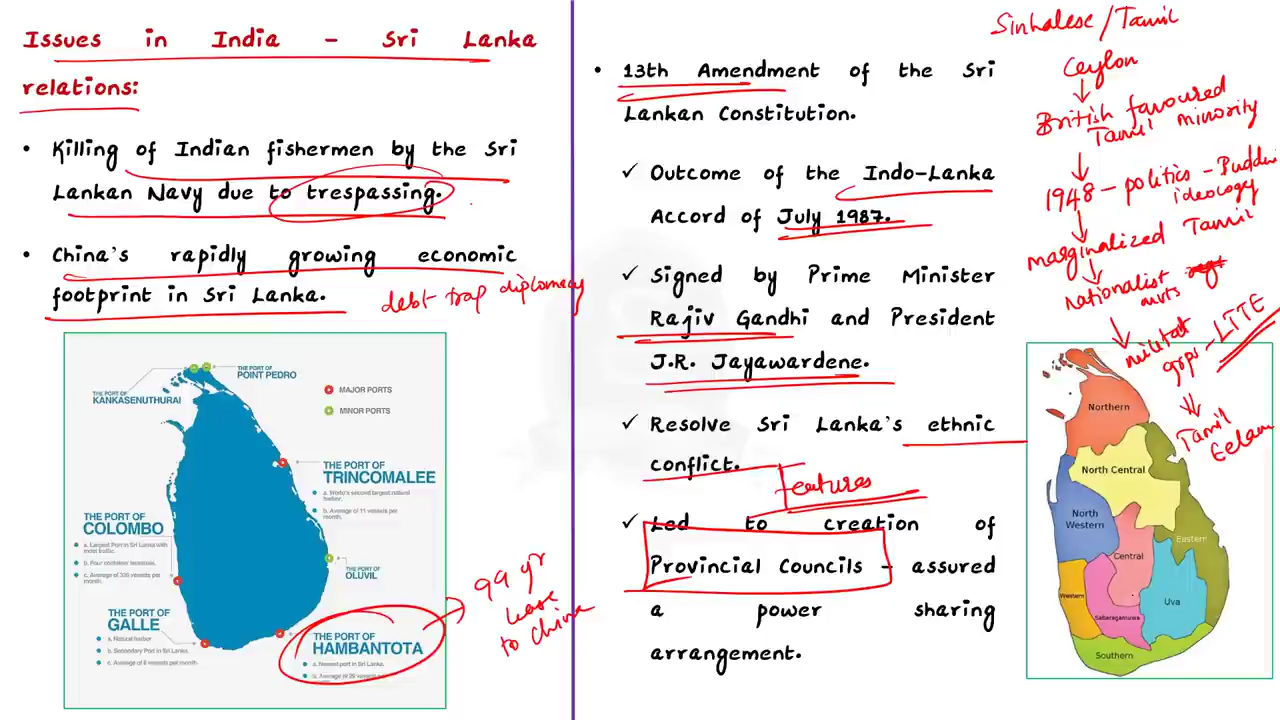 Issues in India - Sri Lanka
relations:
• Killing of Indian fishermen by the Sri
Lankan Navy due to trespassing.
• China's rapidly growing economic
footprint in Sri Lanka.
debt trap diplomacy
THE PORT OF
POINT PEDRO
THE PORT OF
KANKASENUTHURAI
MAJOR PORTS
MINOR PORTS
THE PORT OF
TRINCOMALEE
a. World's second largest natural
harbor.
b. Average of 11 vessels per
month.
THE PORT OF
COLOMBO
a. Largest Port in Sri Lanka with
most traffic.
b. Four container terminals.
c. Average of 335 vessels per
month.
THE PORT OF
OLUVIL
THE PORT OF
GALLE
a. Natural harbor
b. Secondary Port in Sri Lanka.
c. Average of 8 vessels per month.
THE PORT OF
HAMBANTOTA
a. Newest port in Sri Lanka.
b. Average of 25 vessels per
99 yr
lease
to China
• 13th Amendment of the Sri
Lankan Constitution.
✓ Outcome of the Indo-Lanka
Accord of July 1987.
✓ Signed by Prime Minister
Rajiv Gandhi and President
J.R. Jayawardene.
✓ Resolve Sri Lanka's ethnic
conflict.
features
✓ Led to creation of
Provincial Councils - assured
a power sharing
arrangement.
Sinhalese / Tamil
Ceylon
British favoured
Tamil minority
1948 - politics - Buddhi
ideology
marginalized Tamil
nationalist
mvts
militat
grps - LTTE
Tamil
Eelam
Northern
North Central
North
Western
Eastern
Central
Western
Sabaragamuwa
Uva
Southern